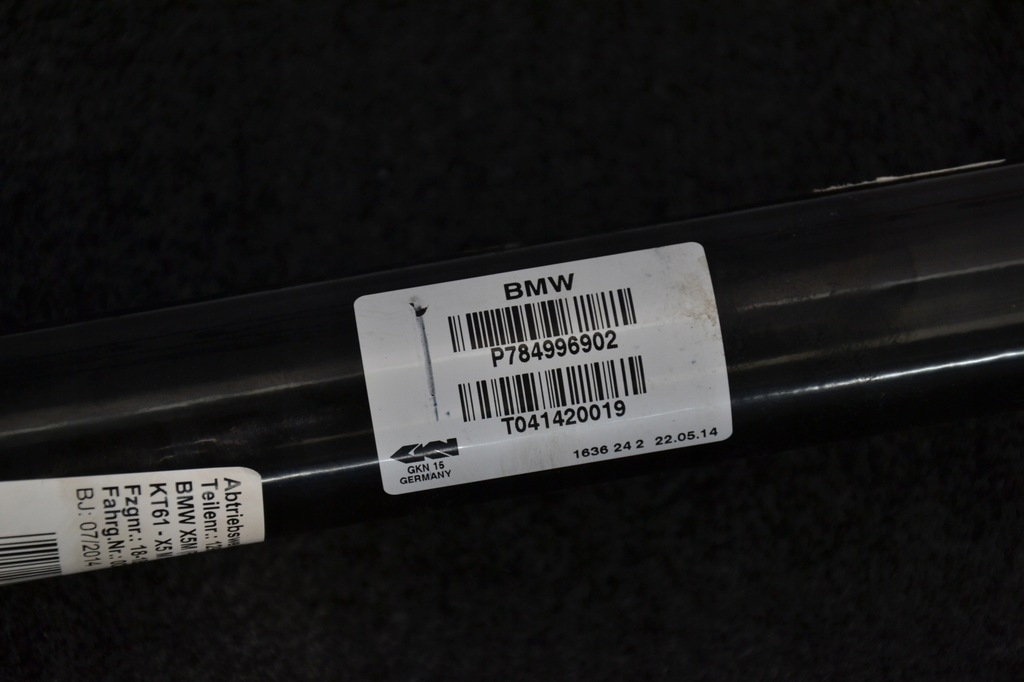 BMW
P784996902
T041420019
GKN
GKN 15
GERMANY
1636 24 2 22.05.14
Teilenr.:
BMW X5M
KT61 - X5
Fzgnr.: 18-
Fahrg.Nr.:
BJ: 07/2014